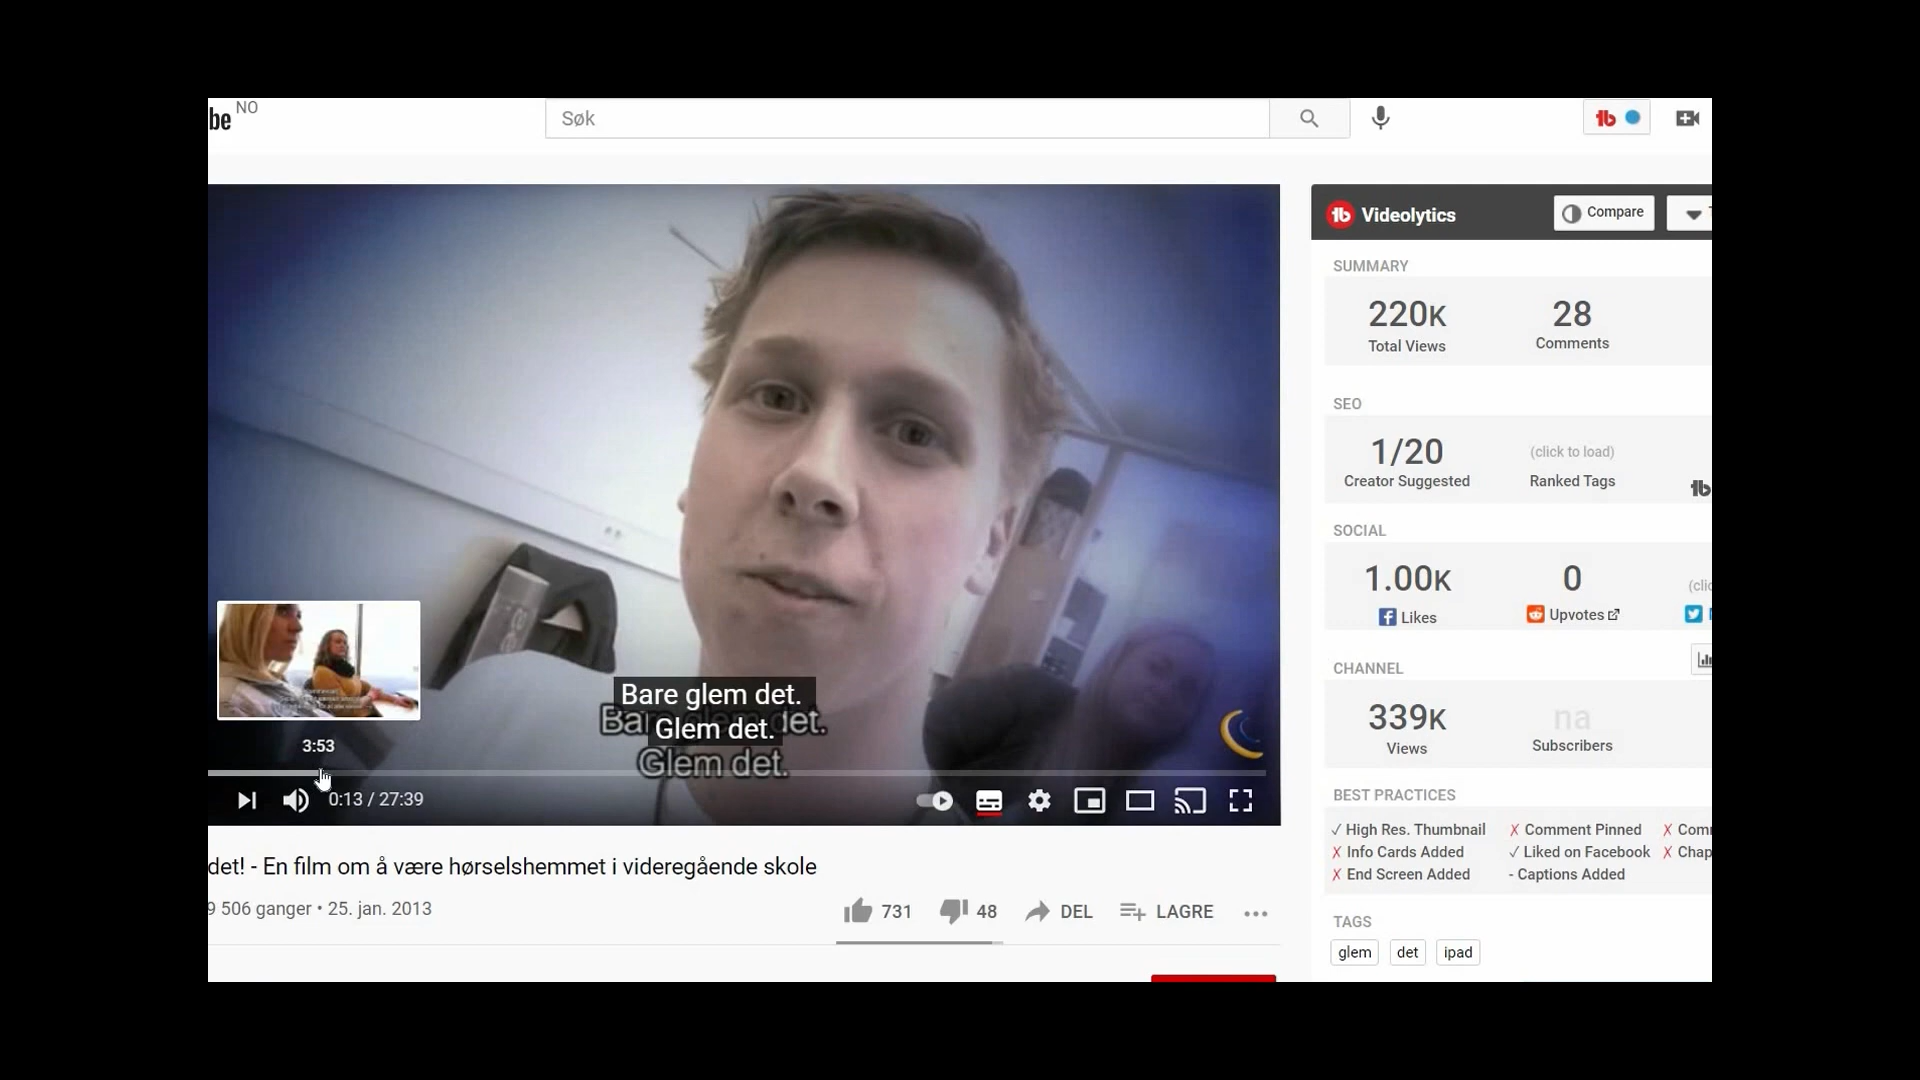 be NO
Søk
Videolytics
Compare
SUMMARY
220K
28
Total Views
Comments
SEO
1/20
(click to load)
Creator Suggested
Ranked Tags
SOCIAL
1.00K
0
Likes
Upvotes
CHANNEL
339K
na
Views
Subscribers
BEST PRACTICES
✓ High Res. Thumbnail
✗ Comment Pinned
✗ Info Cards Added
✓ Liked on Facebook
✗ End Screen Added
- Captions Added
TAGS
glem det ipad
Bare glem det.
Glem det.
Bare glem det.
Glem det.
3:53
0:13 / 27:39
det! - En film om å være hørselshemmet i videregående skole
9 506 ganger • 25. jan. 2013
731
48
DEL
LAGRE